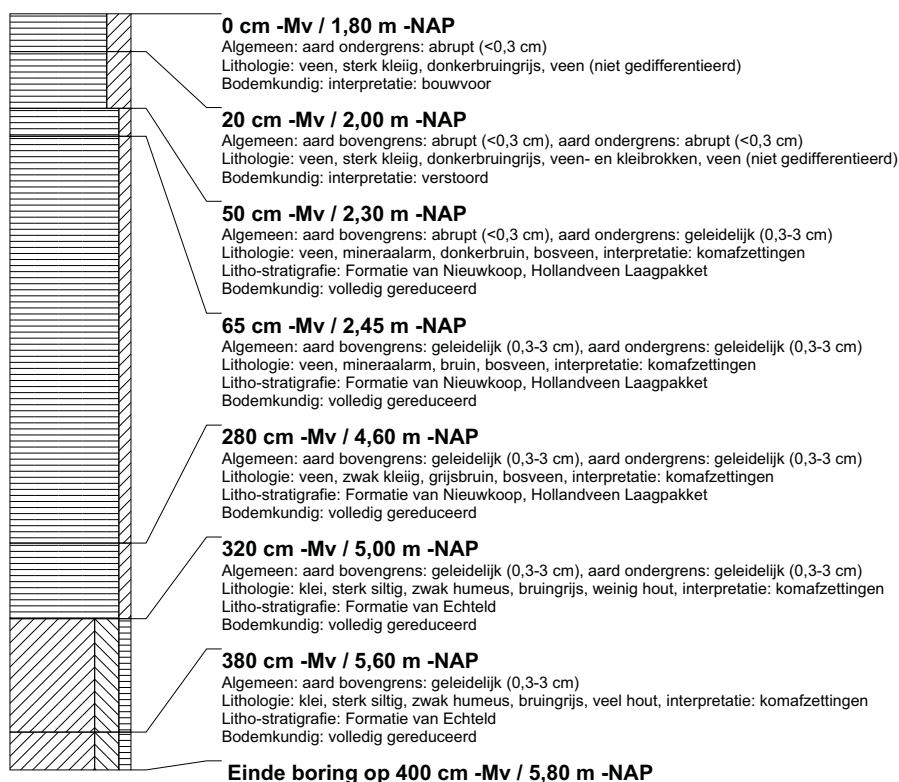 0 cm -Mv / 1,80 m -NAP
Algemeen: aard ondergrens: abrupt (<0,3 cm)
Lithologie: veen, sterk kleiig, donkerbruingrijs, veen (niet gedifferentieerd)
Bodemkundig: interpretatie: bouwvoor
20 cm -Mv / 2,00 m -NAP
Algemeen: aard bovengrens: abrupt (<0,3 cm), aard ondergrens: abrupt (<0,3 cm)
Lithologie: veen, sterk kleiig, donkerbruingrijs, veen- en kleibrokken, veen (niet gedifferentieerd)
Bodemkundig: interpretatie: verstoord
50 cm -Mv / 2,30 m -NAP
Algemeen: aard bovengrens: abrupt (<0,3 cm), aard ondergrens: geleidelijk (0,3-3 cm)
Lithologie: veen, mineraalarm, donkerbruin, bosveen, interpretatie: komafzettingen
Litho-stratigrafie: Formatie van Nieuwkoop, Hollandveen Laagpakket
Bodemkundig: volledig gereduceerd
65 cm -Mv / 2,45 m -NAP
Algemeen: aard bovengrens: geleidelijk (0,3-3 cm), aard ondergrens: geleidelijk (0,3-3 cm)
Lithologie: veen, mineraalarm, bruin, bosveen, interpretatie: komafzettingen
Litho-stratigrafie: Formatie van Nieuwkoop, Hollandveen Laagpakket
Bodemkundig: volledig gereduceerd
280 cm -Mv / 4,60 m -NAP
Algemeen: aard bovengrens: geleidelijk (0,3-3 cm), aard ondergrens: geleidelijk (0,3-3 cm)
Lithologie: veen, zwak kleiig, grijsbruin, bosveen, interpretatie: komafzettingen
Litho-stratigrafie: Formatie van Nieuwkoop, Hollandveen Laagpakket
Bodemkundig: volledig gereduceerd
320 cm -Mv / 5,00 m -NAP
Algemeen: aard bovengrens: geleidelijk (0,3-3 cm), aard ondergrens: geleidelijk (0,3-3 cm)
Lithologie: klei, sterk siltig, zwak humeus, bruingrijs, weinig hout, interpretatie: komafzettingen
Litho-stratigrafie: Formatie van Echteld
Bodemkundig: volledig gereduceerd
380 cm -Mv / 5,60 m -NAP
Algemeen: aard bovengrens: geleidelijk (0,3-3 cm)
Lithologie: klei, sterk siltig, zwak humeus, bruingrijs, veel hout, interpretatie: komafzettingen
Litho-stratigrafie: Formatie van Echteld
Bodemkundig: volledig gereduceerd
Einde boring op 400 cm -Mv / 5,80 m -NAP